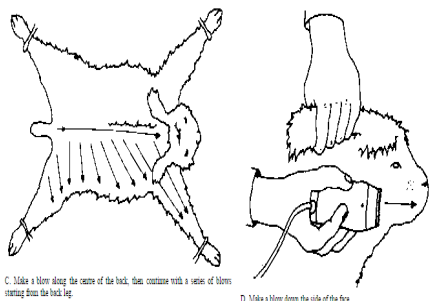 C. Make a blow along the centre of the back, then continue with a series of blows
starting from the back leg.
D. Make a blow down the side of the face